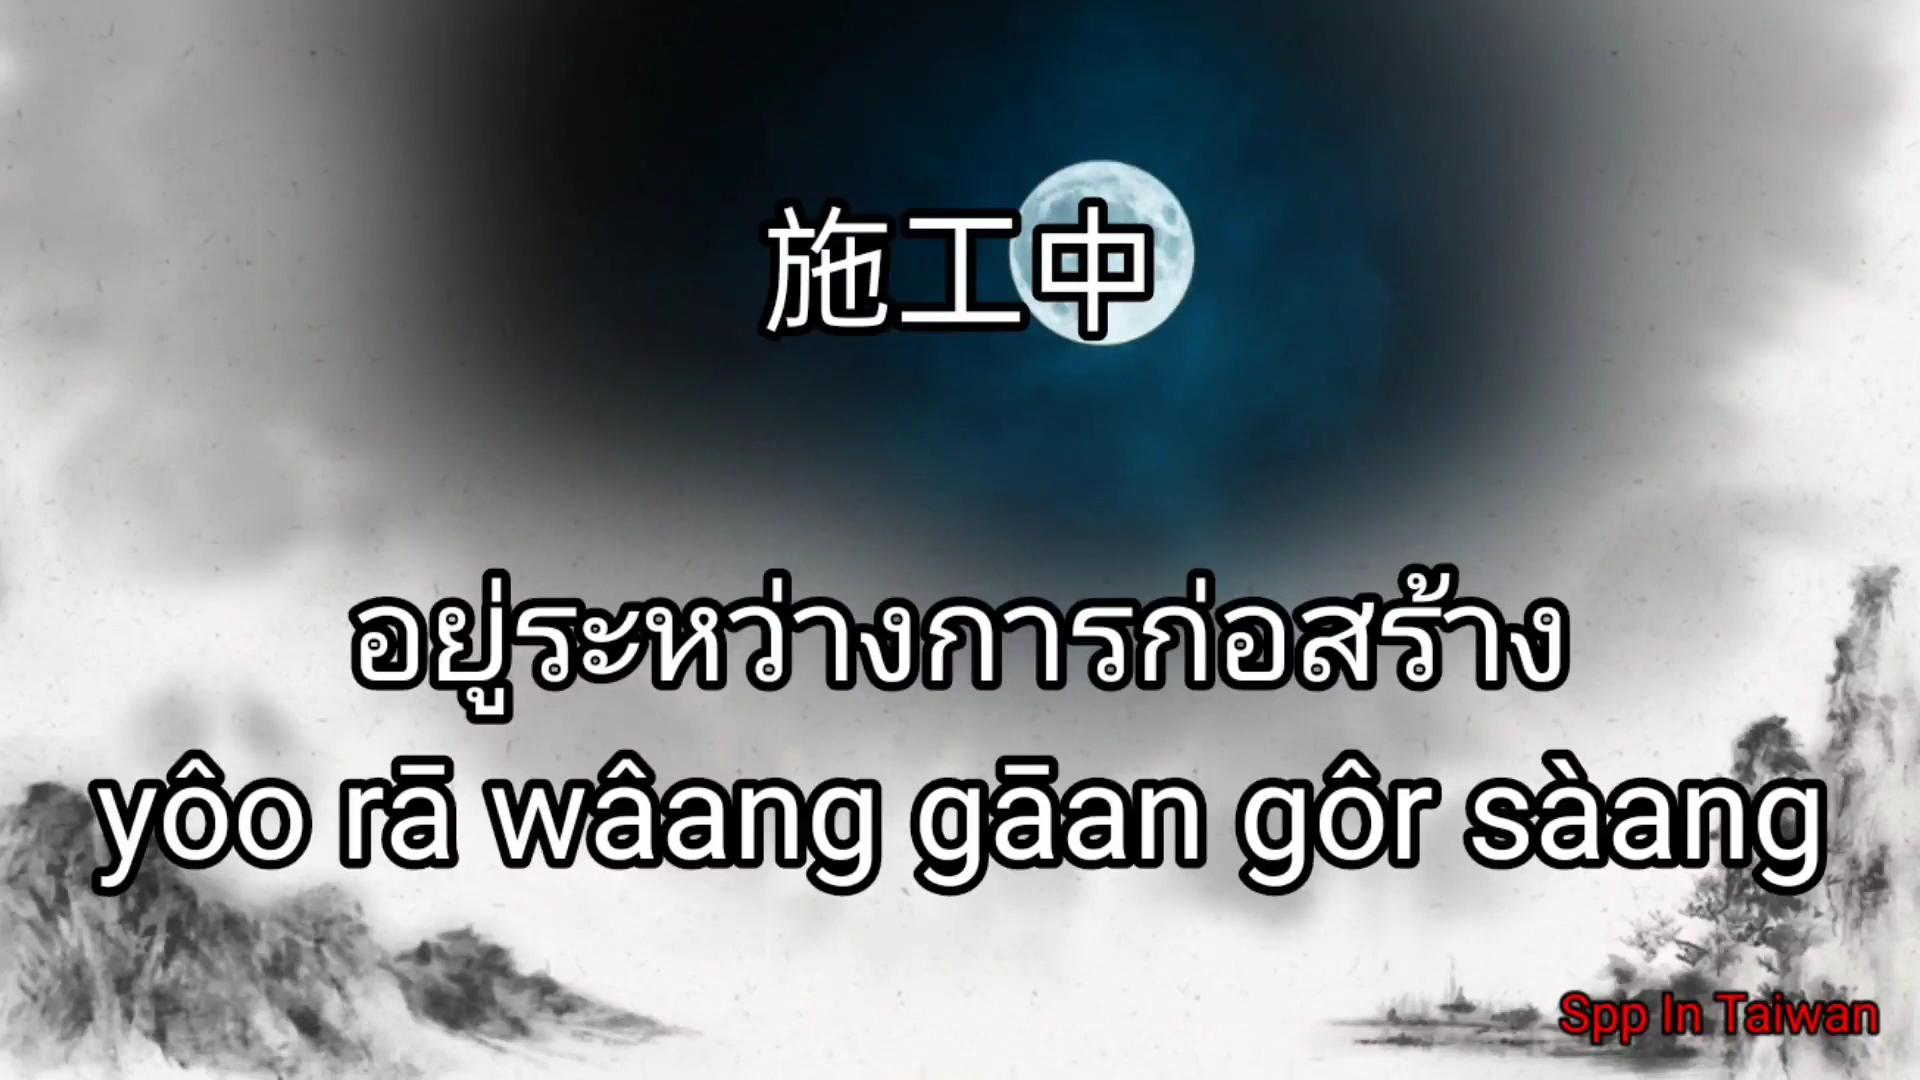 施工中
อยู่ระหว่างการก่อสร้าง
yôo rā wâang gāan gôr sàang
Spp In Taiwan